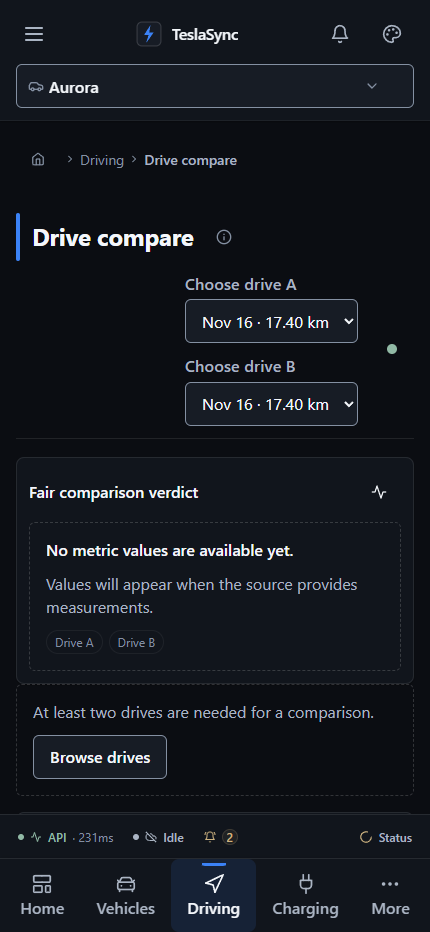 TeslaSync
Aurora
Driving
Drive compare
Drive compare
Choose drive A
Nov 16 · 17.40 km
Choose drive B
Nov 16 · 17.40 km
Fair comparison verdict
No metric values are available yet.
Values will appear when the source provides
measurements.
Drive A
Drive B
At least two drives are needed for a comparison.
Browse drives
API · 231ms
Idle
2
Status
Home
Vehicles
Driving
Charging
More